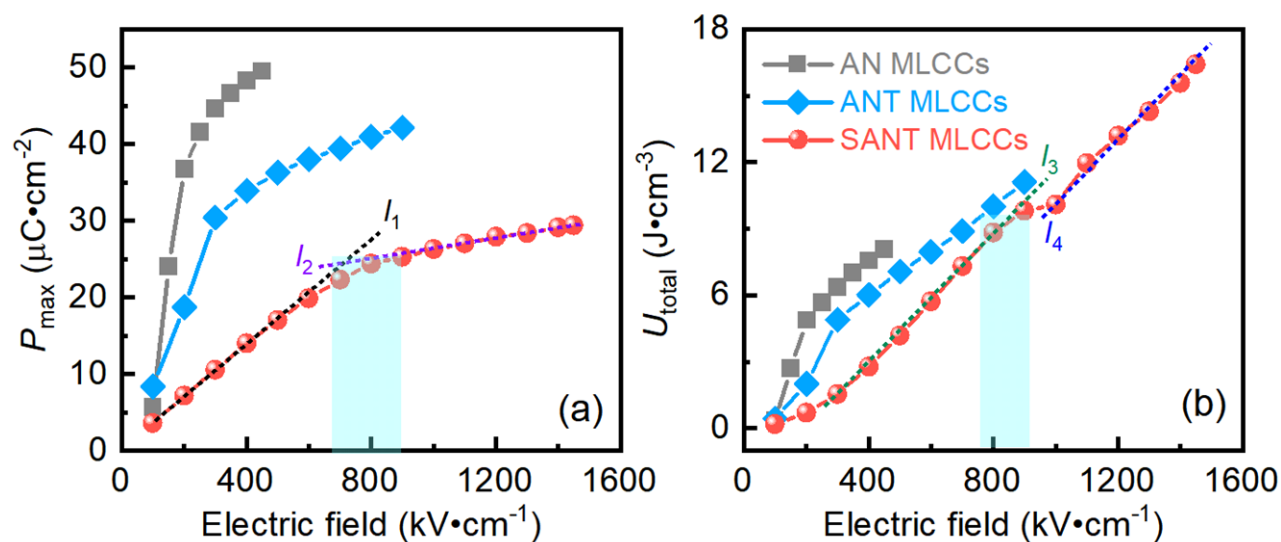 50
40
30
20
10
0
P_max (μC•cm⁻²)
l₁
l₂
(a)
0 400 800 1200 1600
Electric field (kV•cm⁻¹)
18
12
6
0
U_total (J•cm⁻³)
AN MLCCs
ANT MLCCs
SANT MLCCs
l₃
l₄
(b)
0 400 800 1200 1600
Electric field (kV•cm⁻¹)